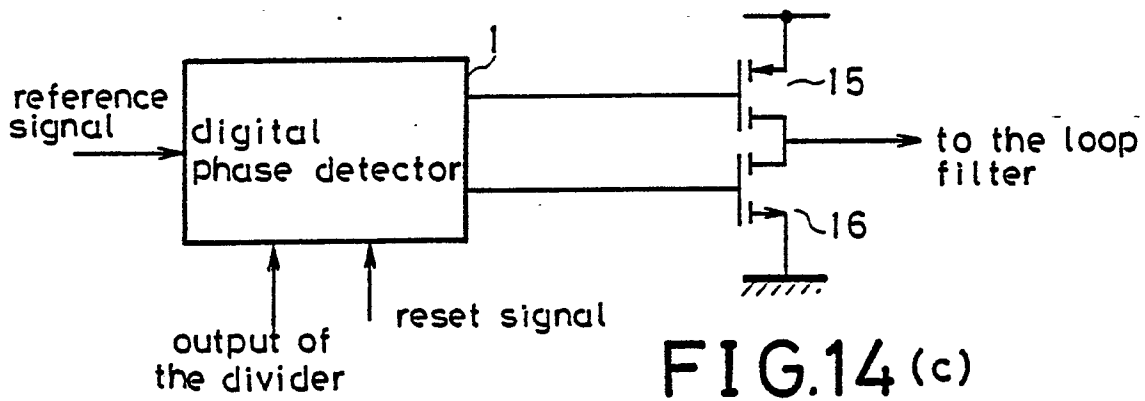 1
reference
signal
digital
phase detector
15
to the loop
filter
16
reset signal
output of
the divider
FIG.14 (c)